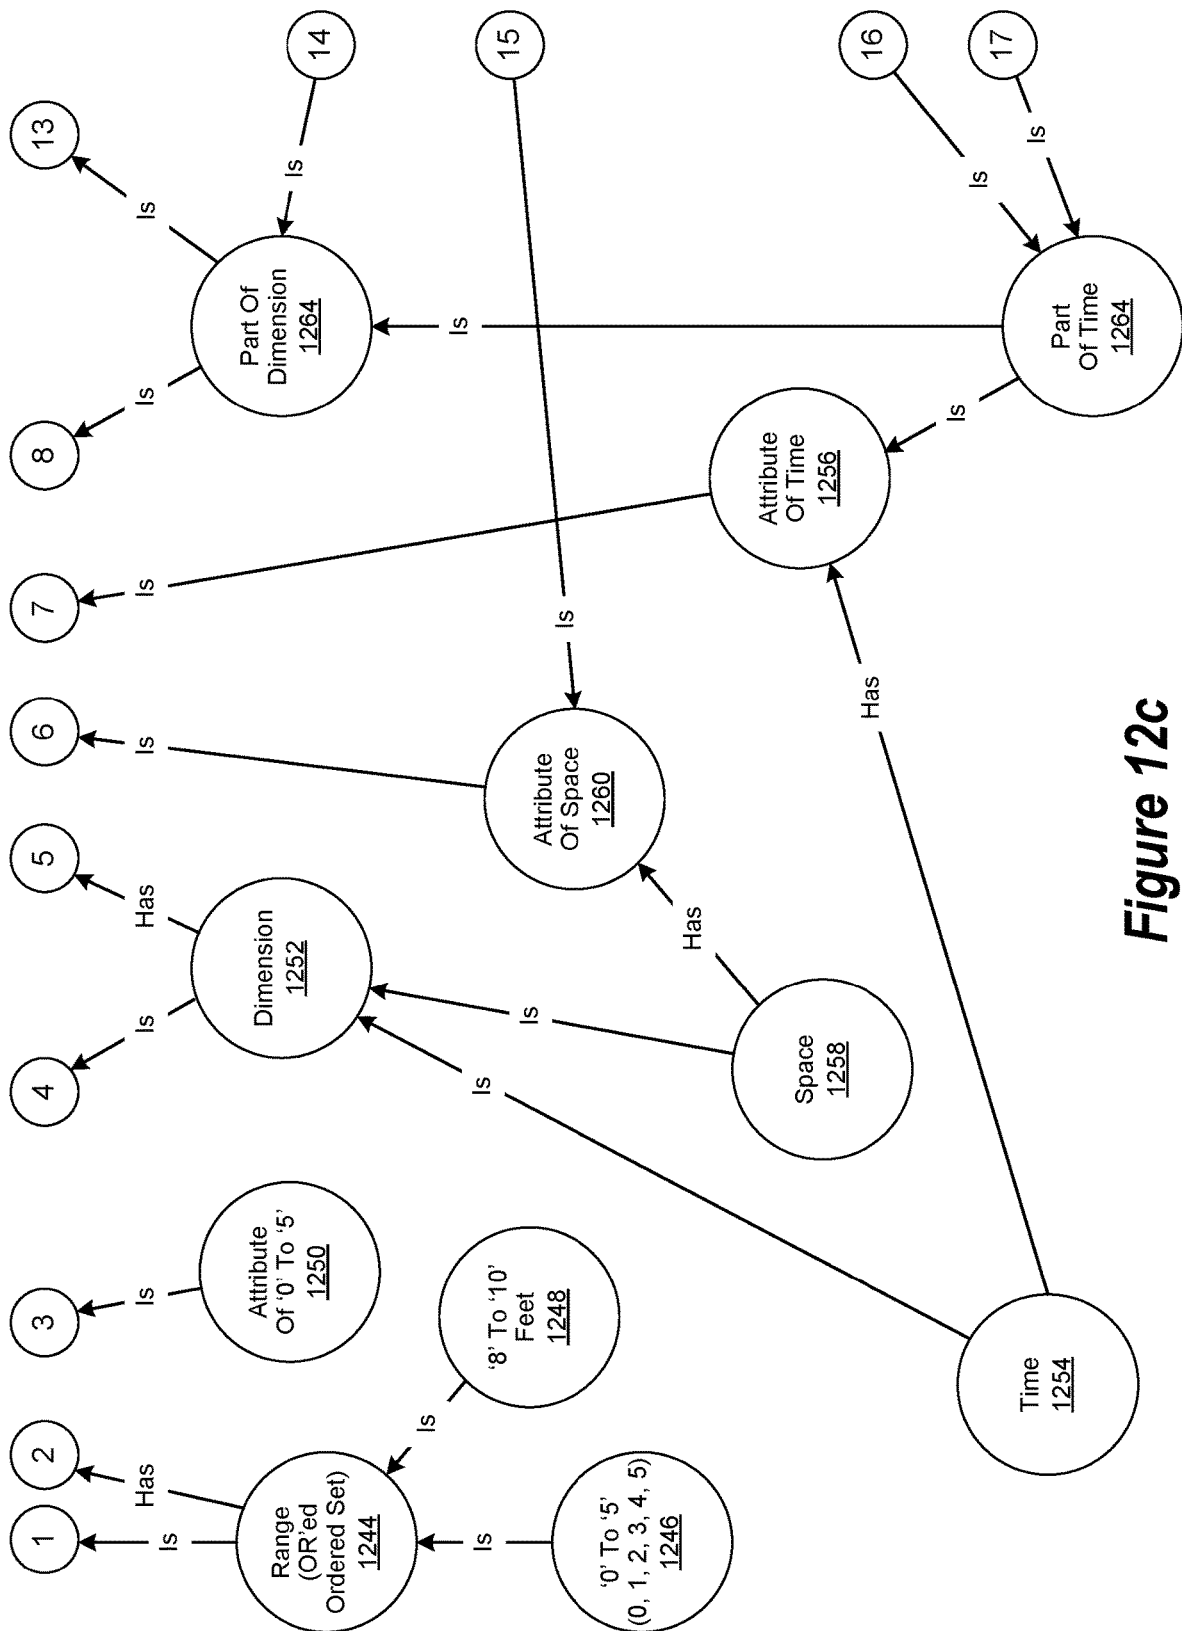 1
2
3
4
5
6
7
8
13
Is
Has
Is
Is
Has
Is
Is
Is
Is
Range
(OR'ed
Ordered Set)
1244
Attribute
Of '0' To '5'
1250
Dimension
1252
Part Of
Dimension
1264
Is
14
Is
Is
'8' To '10'
Feet
1248
Is
Is
Is
Is
'0' To '5'
(0, 1, 2, 3, 4, 5)
1246
Attribute
Of Space
1260
Is
15
Has
Space
1258
Attribute
Of Time
1256
Has
Is
Is
16
Is
17
Time
1254
Part
Of Time
1264
Figure 12c